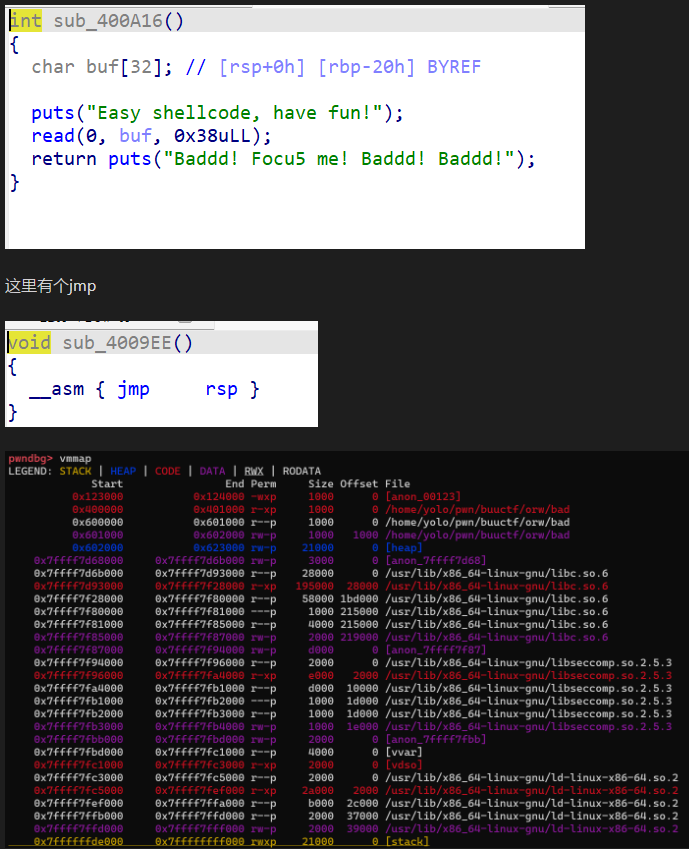 int sub_400A16()
{
char buf[32]; // [rsp+0h] [rbp-20h] BYREF
puts("Easy shellcode, have fun!");
read(0, buf, 0x38uLL);
return puts("Baddd! Focu5 me! Baddd! Baddd!");
}
这里有个jmp
void sub_4009EE()
{
__asm { jmp rsp }
}
pwndbg> vmmap
LEGEND: STACK | HEAP | CODE | DATA | RWX | RODATA
Start End Perm Size Offset File
0x123000 0x124000 -wxp 1000 0 [anon_00123]
0x400000 0x401000 r-xp 1000 0 /home/yolo/pwn/buuctf/orw/bad
0x600000 0x601000 r--p 1000 0 /home/yolo/pwn/buuctf/orw/bad
0x601000 0x602000 rw-p 1000 1000 /home/yolo/pwn/buuctf/orw/bad
0x602000 0x623000 rw-p 21000 0 [heap]
0x7ffff7d68000 0x7ffff7d6b000 rw-p 3000 0 [anon_7ffff7d68]
0x7ffff7d6b000 0x7ffff7d93000 r--p 28000 0 /usr/lib/x86_64-linux-gnu/libc.so.6
0x7ffff7d93000 0x7ffff7f28000 r-xp 195000 28000 /usr/lib/x86_64-linux-gnu/libc.so.6
0x7ffff7f28000 0x7ffff7f80000 r--p 58000 1bd000 /usr/lib/x86_64-linux-gnu/libc.so.6
0x7ffff7f80000 0x7ffff7f81000 ---p 1000 215000 /usr/lib/x86_64-linux-gnu/libc.so.6
0x7ffff7f81000 0x7ffff7f85000 r--p 4000 215000 /usr/lib/x86_64-linux-gnu/libc.so.6
0x7ffff7f85000 0x7ffff7f87000 rw-p 2000 219000 /usr/lib/x86_64-linux-gnu/libc.so.6
0x7ffff7f87000 0x7ffff7f94000 rw-p d000 0 [anon_7ffff7f87]
0x7ffff7f94000 0x7ffff7f96000 r--p 2000 0 /usr/lib/x86_64-linux-gnu/libseccomp.so.2.5.3
0x7ffff7f96000 0x7ffff7fa4000 r-xp e000 2000 /usr/lib/x86_64-linux-gnu/libseccomp.so.2.5.3
0x7ffff7fa4000 0x7ffff7fb1000 r--p d000 10000 /usr/lib/x86_64-linux-gnu/libseccomp.so.2.5.3
0x7ffff7fb1000 0x7ffff7fb2000 ---p 1000 1d000 /usr/lib/x86_64-linux-gnu/libseccomp.so.2.5.3
0x7ffff7fb2000 0x7ffff7fb3000 r--p 1000 1d000 /usr/lib/x86_64-linux-gnu/libseccomp.so.2.5.3
0x7ffff7fb3000 0x7ffff7fb4000 rw-p 1000 1e000 /usr/lib/x86_64-linux-gnu/libseccomp.so.2.5.3
0x7ffff7fbb000 0x7ffff7fbd000 rw-p 2000 0 [anon_7ffff7fbb]
0x7ffff7fbd000 0x7ffff7fc1000 r--p 4000 0 [vvar]
0x7ffff7fc1000 0x7ffff7fc3000 r-xp 2000 0 [vdso]
0x7ffff7fc3000 0x7ffff7fc5000 r--p 2000 0 /usr/lib/x86_64-linux-gnu/ld-linux-x86-64.so.2
0x7ffff7fc5000 0x7ffff7fef000 r-xp 2a000 2000 /usr/lib/x86_64-linux-gnu/ld-linux-x86-64.so.2
0x7ffff7fef000 0x7ffff7ffa000 r--p b000 2c000 /usr/lib/x86_64-linux-gnu/ld-linux-x86-64.so.2
0x7ffff7ffb000 0x7ffff7ffd000 r--p 2000 37000 /usr/lib/x86_64-linux-gnu/ld-linux-x86-64.so.2
0x7ffff7ffd000 0x7ffff7fff000 rw-p 2000 39000 /usr/lib/x86_64-linux-gnu/ld-linux-x86-64.so.2
0x7ffffffde000 0x7ffffffff000 rwxp 21000 0 [stack]